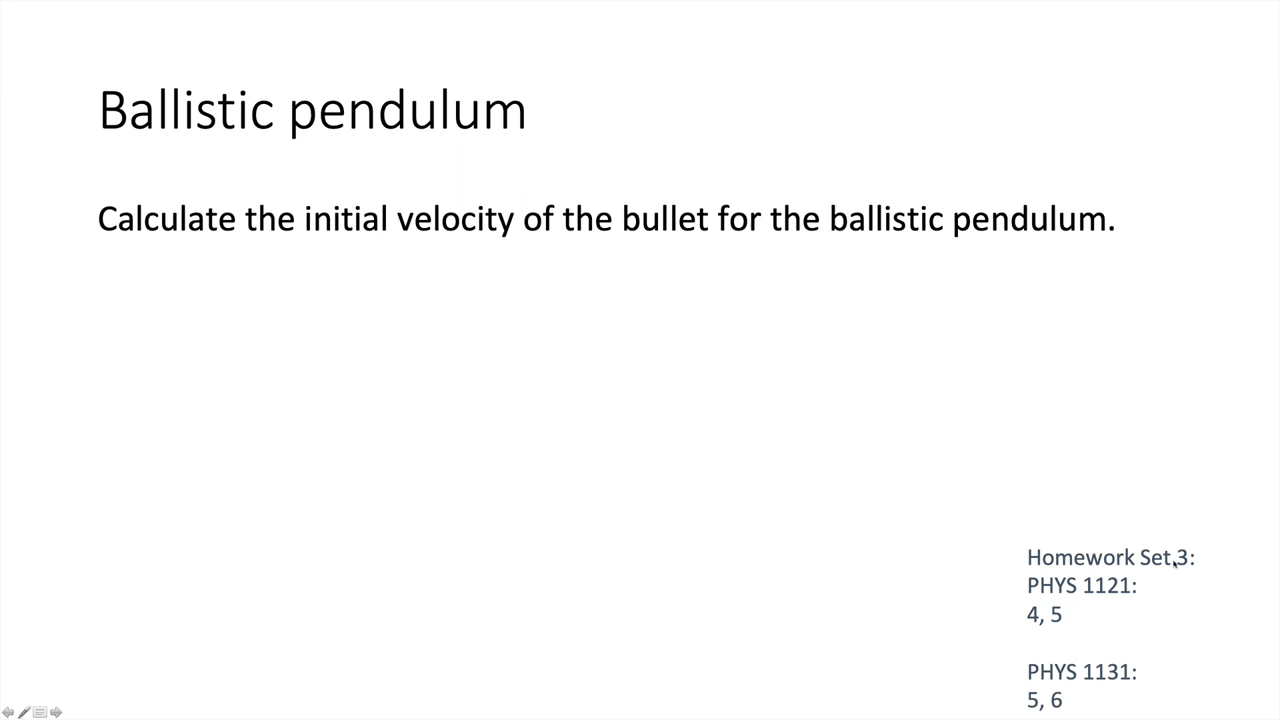 Ballistic pendulum
Calculate the initial velocity of the bullet for the ballistic pendulum.
Homework Set 3:
PHYS 1121:
4, 5
PHYS 1131:
5, 6